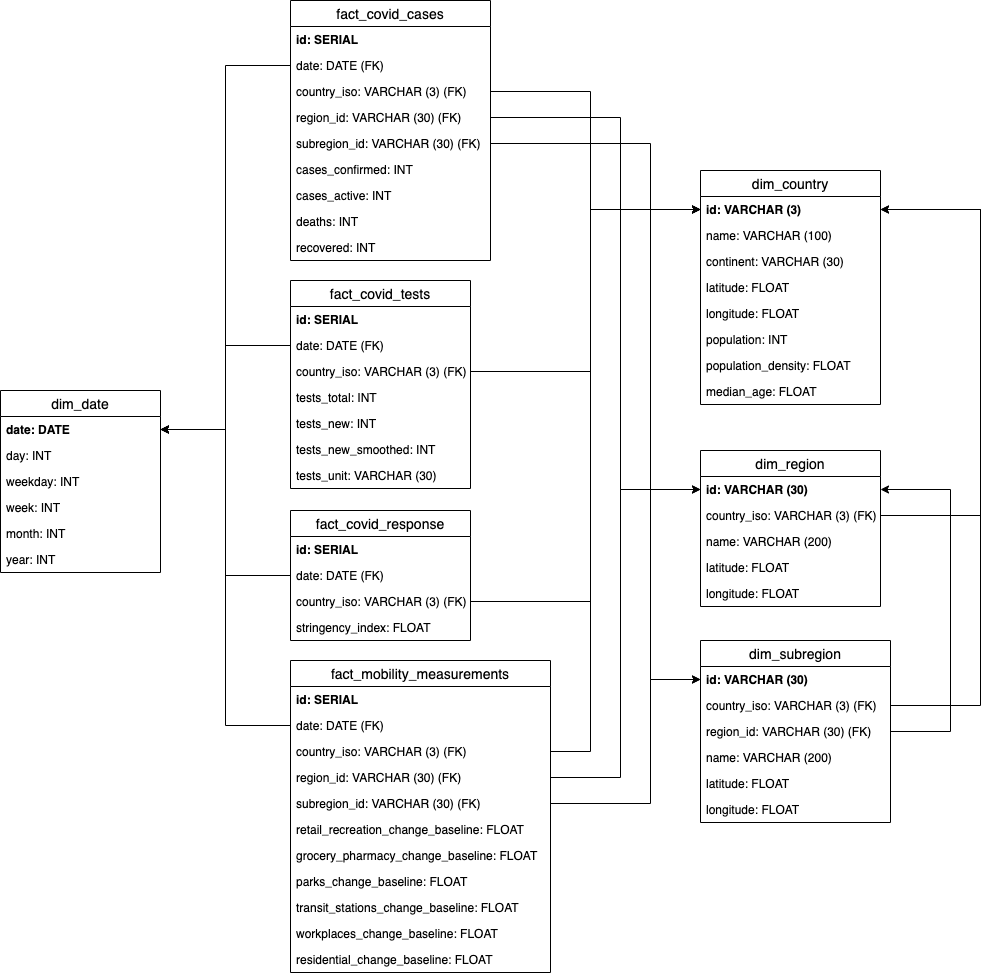 fact_covid_cases
id: SERIAL
date: DATE (FK)
country_iso: VARCHAR (3) (FK)
region_id: VARCHAR (30) (FK)
subregion_id: VARCHAR (30) (FK)
cases_confirmed: INT
cases_active: INT
deaths: INT
recovered: INT
fact_covid_tests
id: SERIAL
date: DATE (FK)
country_iso: VARCHAR (3) (FK)
tests_total: INT
tests_new: INT
tests_new_smoothed: INT
tests_unit: VARCHAR (30)
dim_date
date: DATE
day: INT
weekday: INT
week: INT
month: INT
year: INT
fact_covid_response
id: SERIAL
date: DATE (FK)
country_iso: VARCHAR (3) (FK)
stringency_index: FLOAT
fact_mobility_measurements
id: SERIAL
date: DATE (FK)
country_iso: VARCHAR (3) (FK)
region_id: VARCHAR (30) (FK)
subregion_id: VARCHAR (30) (FK)
retail_recreation_change_baseline: FLOAT
grocery_pharmacy_change_baseline: FLOAT
parks_change_baseline: FLOAT
transit_stations_change_baseline: FLOAT
workplaces_change_baseline: FLOAT
residential_change_baseline: FLOAT
dim_country
id: VARCHAR (3)
name: VARCHAR (100)
continent: VARCHAR (30)
latitude: FLOAT
longitude: FLOAT
population: INT
population_density: FLOAT
median_age: FLOAT
dim_region
id: VARCHAR (30)
country_iso: VARCHAR (3) (FK)
name: VARCHAR (200)
latitude: FLOAT
longitude: FLOAT
dim_subregion
id: VARCHAR (30)
country_iso: VARCHAR (3) (FK)
region_id: VARCHAR (30) (FK)
name: VARCHAR (200)
latitude: FLOAT
longitude: FLOAT